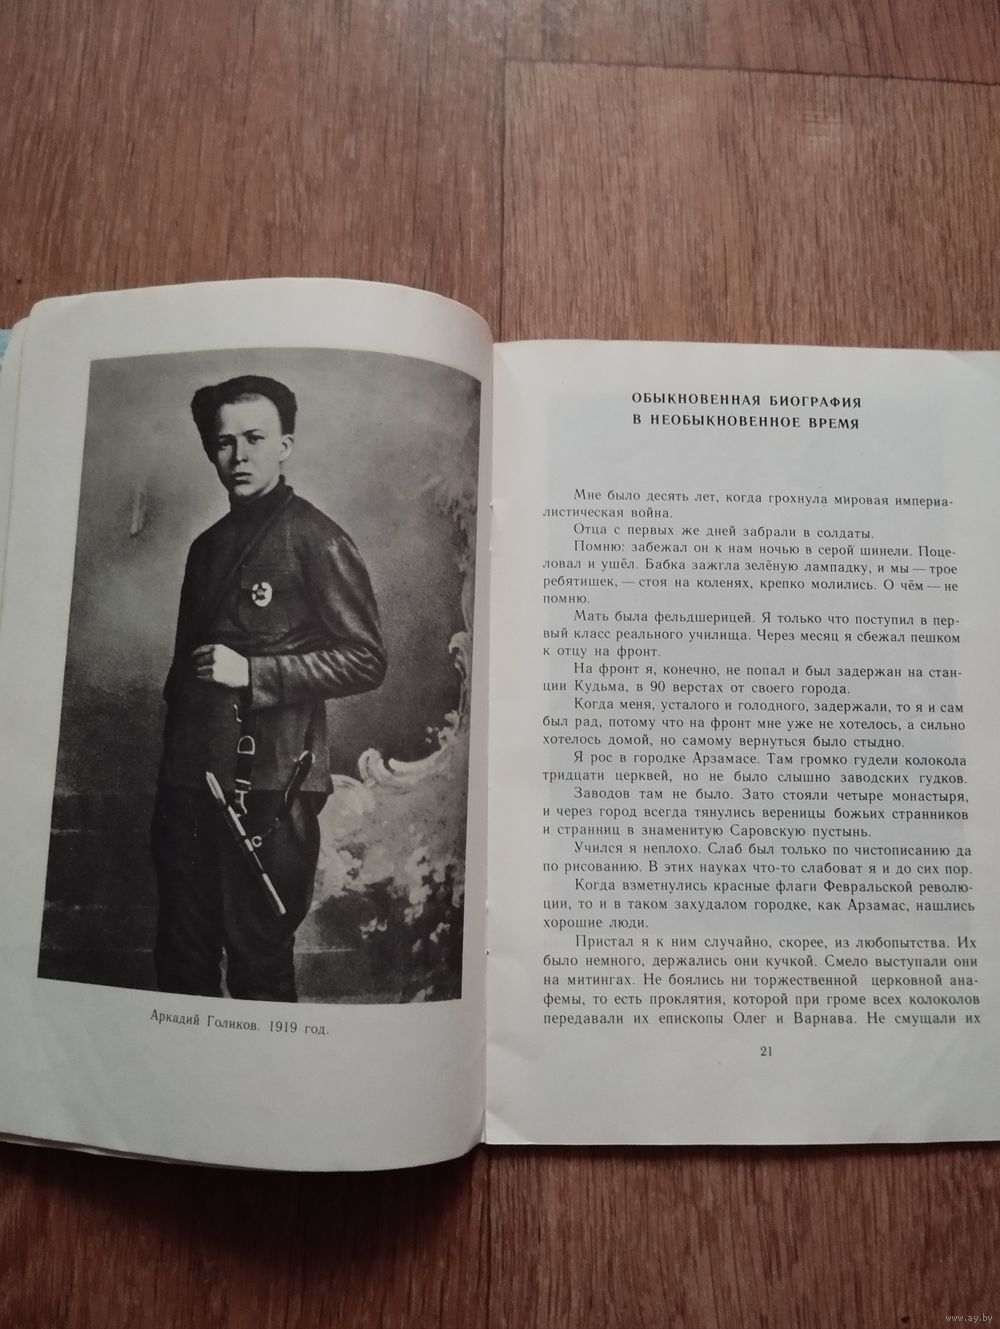 Аркадий Голиков. 1919 год.
ОБЫКНОВЕННАЯ БИОГРАФИЯ
В НЕОБЫКНОВЕННОЕ ВРЕМЯ
Мне было десять лет, когда грохнула мировая империа-
листическая война.
Отца с первых же дней забрали в солдаты.
Помню: забежал он к нам ночью в серой шинели. Поце-
ловал и ушёл. Бабка зажгла зелёную лампадку, и мы — трое
ребятишек, — стоя на коленях, крепко молились. О чём — не
помню.
Мать была фельдшерицей. Я только что поступил в пер-
вый класс реального училища. Через месяц я сбежал пешком
к отцу на фронт.
На фронт я, конечно, не попал и был задержан на стан-
ции Кудьма, в 90 верстах от своего города.
Когда меня, усталого и голодного, задержали, то я и сам
был рад, потому что на фронт мне уже не хотелось, а сильно
хотелось домой, но самому вернуться было стыдно.
Я рос в городке Арзамасе. Там громко гудели колокола
тридцати церквей, но не было слышно заводских гудков.
Заводов там не было. Зато стояли четыре монастыря,
и через город всегда тянулись вереницы божьих странников
и странниц в знаменитую Саровскую пустынь.
Учился я неплохо. Слаб был только по чистописанию да
по рисованию. В этих науках что-то слабоват я и до сих пор.
Когда взметнулись красные флаги Февральской револю-
ции, то и в таком захудалом городке, как Арзамас, нашлись
хорошие люди.
Пристал я к ним случайно, скорее, из любопытства. Их
было немного, держались они кучкой. Смело выступали они
на митингах. Не боялись ни торжественной церковной ана-
фемы, то есть проклятия, которой при громе всех колоколов
передавали их епископы Олег и Варнава. Не смущали их
21
www.ay.by